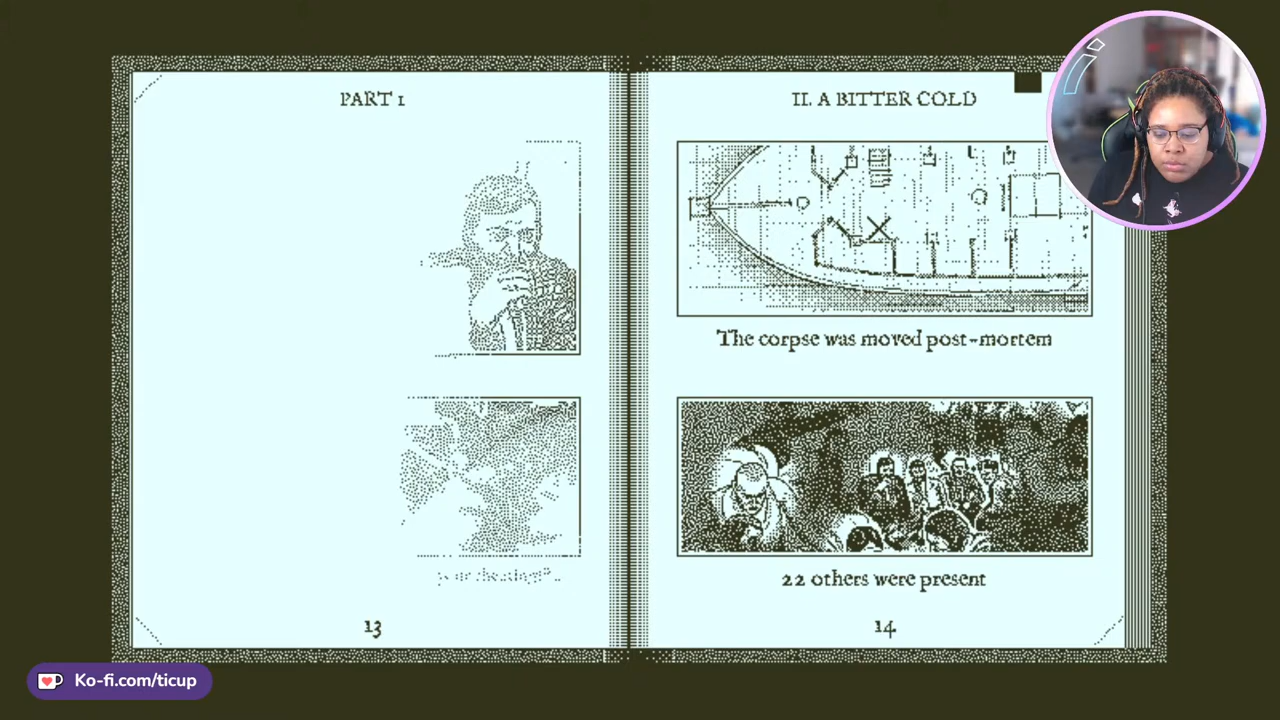 PART 1
II. A BITTER COLD
The corpse was moved post-mortem
22 others were present
13
14
Ko-fi.com/ticup